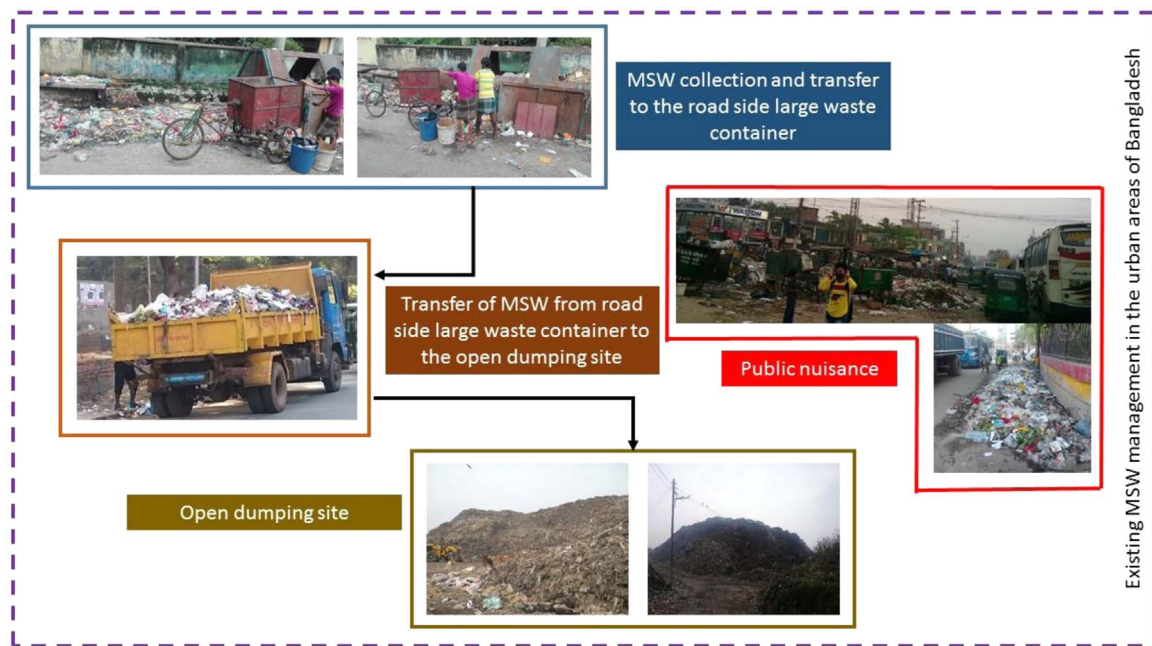 MSW collection and transfer
to the road side large waste
container
Transfer of MSW from road
side large waste container to
the open dumping site
WALTON
Public nuisance
Open dumping site
Existing MSW management in the urban areas of Bangladesh